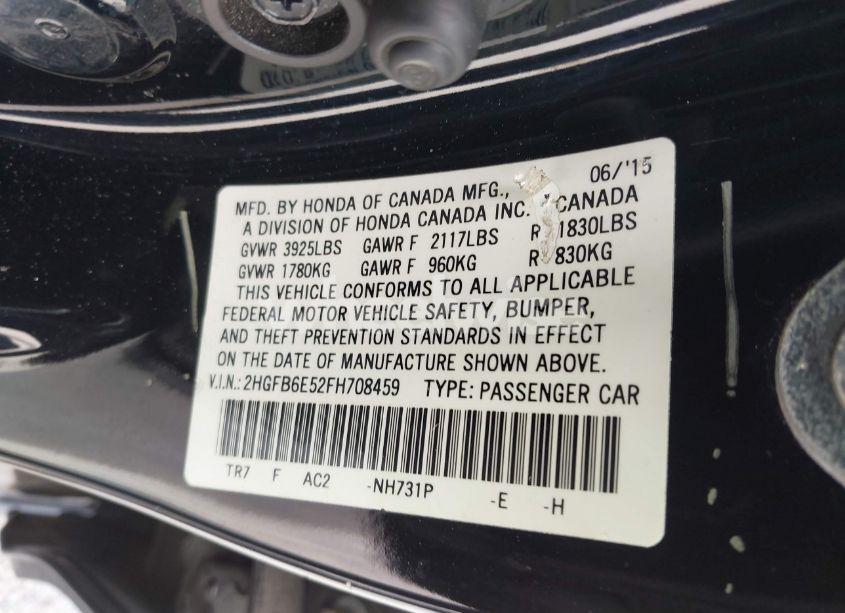 06/'15
MFD. BY HONDA OF CANADA MFG.,
A DIVISION OF HONDA CANADA INC. CANADA
GVWR 3925LBS GAWR F 2117LBS R 1830LBS
GVWR 1780KG GAWR F 960KG R 830KG
THIS VEHICLE CONFORMS TO ALL APPLICABLE
FEDERAL MOTOR VEHICLE SAFETY, BUMPER,
AND THEFT PREVENTION STANDARDS IN EFFECT
ON THE DATE OF MANUFACTURE SHOWN ABOVE.
V.I.N.: 2HGFB6E52FH708459 TYPE: PASSENGER CAR
TR7 F AC2 -NH731P -E -H